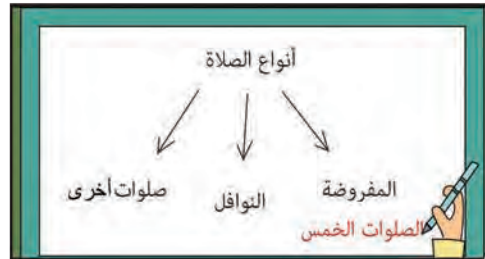 أنواع الصلاة
المفروضة
الصلوات الخمس
النوافل
صلوات أخرى